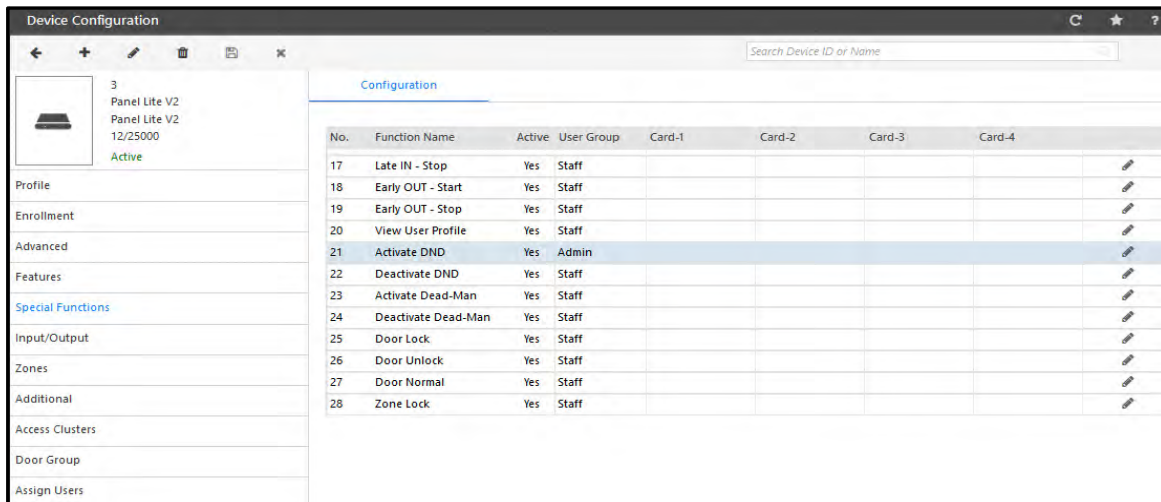 Device Configuration
?
Search Device ID or Name
3
Panel Lite V2
Panel Lite V2
12/25000
Active
Profile
Enrollment
Advanced
Features
Special Functions
Input/Output
Zones
Additional
Access Clusters
Door Group
Assign Users
Configuration
No. Function Name Active User Group Card-1 Card-2 Card-3 Card-4
17 Late IN - Stop Yes Staff
18 Early OUT - Start Yes Staff
19 Early OUT - Stop Yes Staff
20 View User Profile Yes Staff
21 Activate DND Yes Admin
22 Deactivate DND Yes Staff
23 Activate Dead-Man Yes Staff
24 Deactivate Dead-Man Yes Staff
25 Door Lock Yes Staff
26 Door Unlock Yes Staff
27 Door Normal Yes Staff
28 Zone Lock Yes Staff